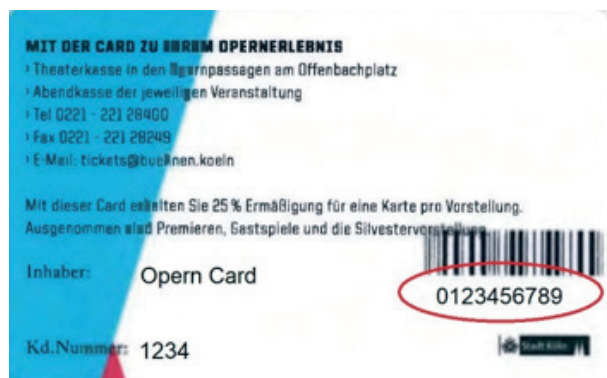 MIT DER CARD ZU OPERNERLEBNIS
› Theaterkasse in den Opernpassagen am Offenbachplatz
› Abendkasse der jeweiligen Veranstaltung
› Tel 0221 - 221 28400
› Fax 0221 - 221 28249
› E-Mail: tickets@buehnen.koeln
Mit dieser Card erhalten Sie 25 % Ermäßigung für eine Karte pro Vorstellung.
Ausgenommen sind Premieren, Gastspiele und die Silvestervorstellung.
Inhaber: Opern Card
0123456789
Kd.Nummer: 1234
Stadt Köln